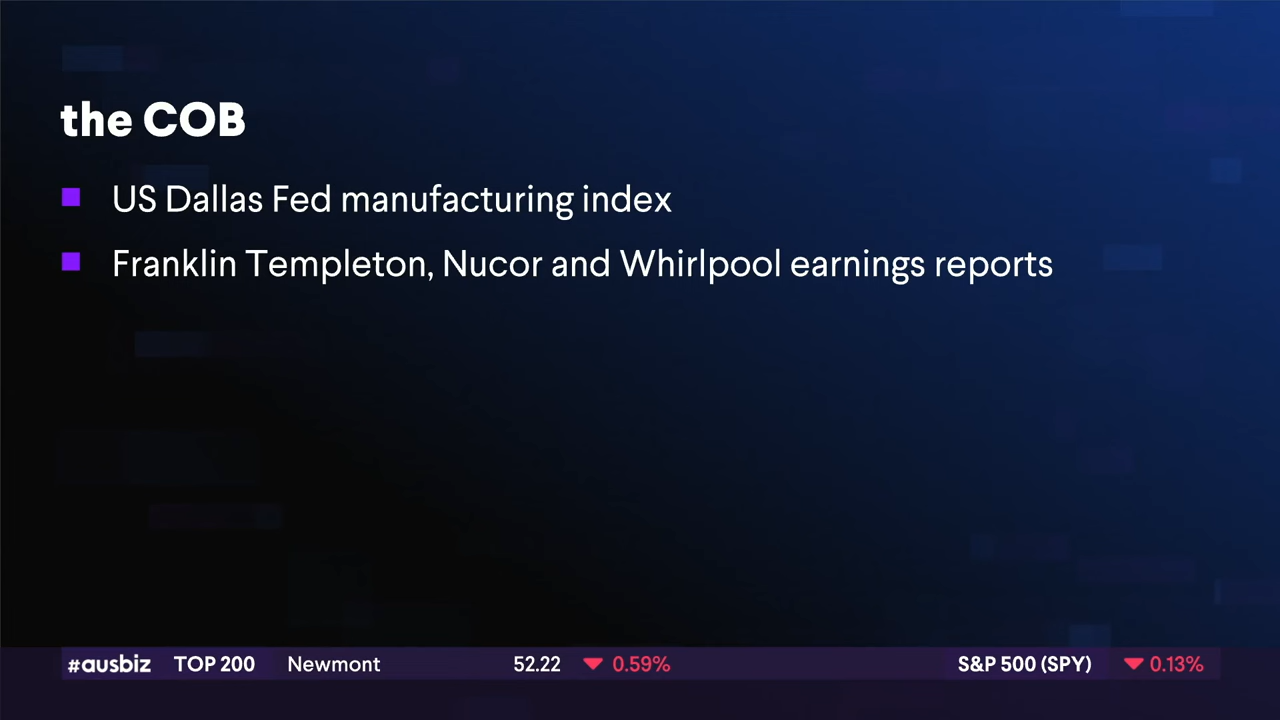 the COB
US Dallas Fed manufacturing index
Franklin Templeton, Nucor and Whirlpool earnings reports
#ausbiz TOP 200 Newmont 52.22 0.59% S&P 500 (SPY) 0.13%